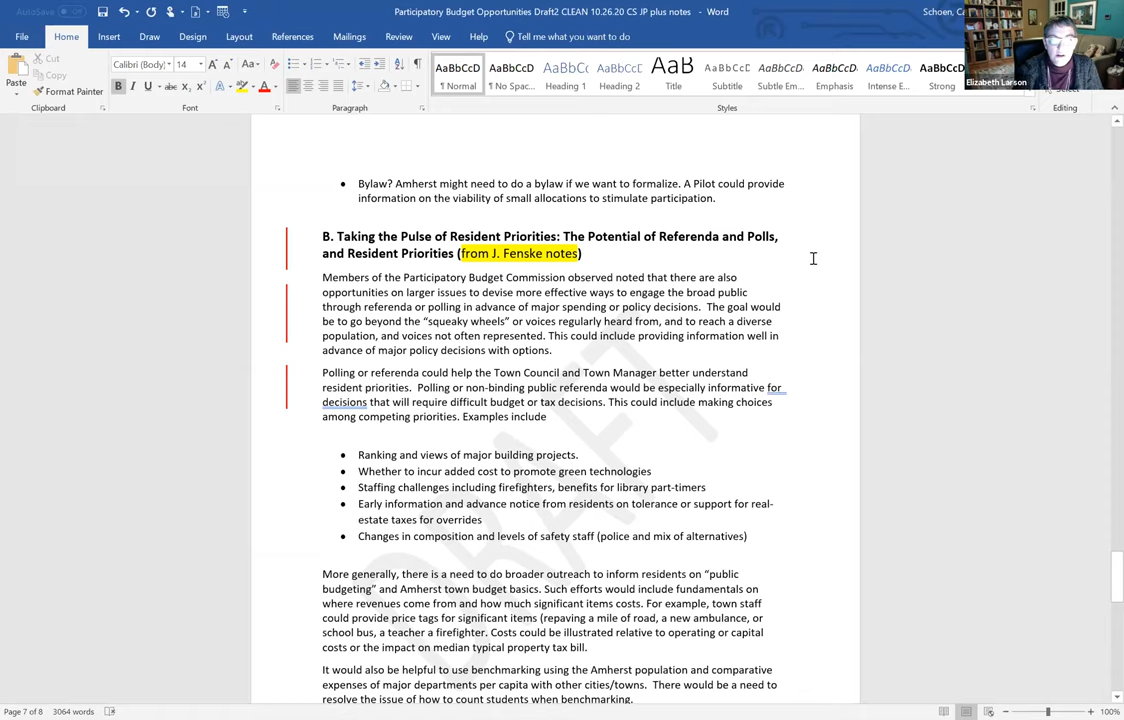 AutoSave Off
Participatory Budget Opportunities Draft2 CLEAN 10.26.20 CS JP plus notes - Word
Schoen, Ca
File Home Insert Draw Design Layout References Mailings Review View Help Tell me what you want to do
Paste
Cut
Copy
Format Painter
Clipboard
Calibri (Body) 14
Font
Paragraph
AaBbCcD AaBbCcD AaBbCc AaBbCcD AaB AaBbCcD AaBbCcD AaBbCcD AaBbCcD AaBbCcD
¶ Normal ¶ No Spac... Heading 1 Heading 2 Title Subtitle Subtle Em... Emphasis Intense E... Strong
Styles
Editing
Elizabeth Larson
• Bylaw? Amherst might need to do a bylaw if we want to formalize. A Pilot could provide
information on the viability of small allocations to stimulate participation.
B. Taking the Pulse of Resident Priorities: The Potential of Referenda and Polls,
and Resident Priorities (from J. Fenske notes)
Members of the Participatory Budget Commission observed noted that there are also
opportunities on larger issues to devise more effective ways to engage the broad public
through referenda or polling in advance of major spending or policy decisions. The goal would
be to go beyond the “squeaky wheels” or voices regularly heard from, and to reach a diverse
population, and voices not often represented. This could include providing information well in
advance of major policy decisions with options.
Polling or referenda could help the Town Council and Town Manager better understand
resident priorities. Polling or non-binding public referenda would be especially informative for
decisions that will require difficult budget or tax decisions. This could include making choices
among competing priorities. Examples include
• Ranking and views of major building projects.
• Whether to incur added cost to promote green technologies
• Staffing challenges including firefighters, benefits for library part-timers
• Early information and advance notice from residents on tolerance or support for real-
estate taxes for overrides
• Changes in composition and levels of safety staff (police and mix of alternatives)
More generally, there is a need to do broader outreach to inform residents on “public
budgeting” and Amherst town budget basics. Such efforts would include fundamentals on
where revenues come from and how much significant items costs. For example, town staff
could provide price tags for significant items (repaving a mile of road, a new ambulance, or
school bus, a teacher a firefighter. Costs could be illustrated relative to operating or capital
costs or the impact on median typical property tax bill.
It would also be helpful to use benchmarking using the Amherst population and comparative
expenses of major departments per capita with other cities/towns. There would be a need to
resolve the issue of how to count students when benchmarking.
DRAFT
Page 7 of 8 3064 words
100%